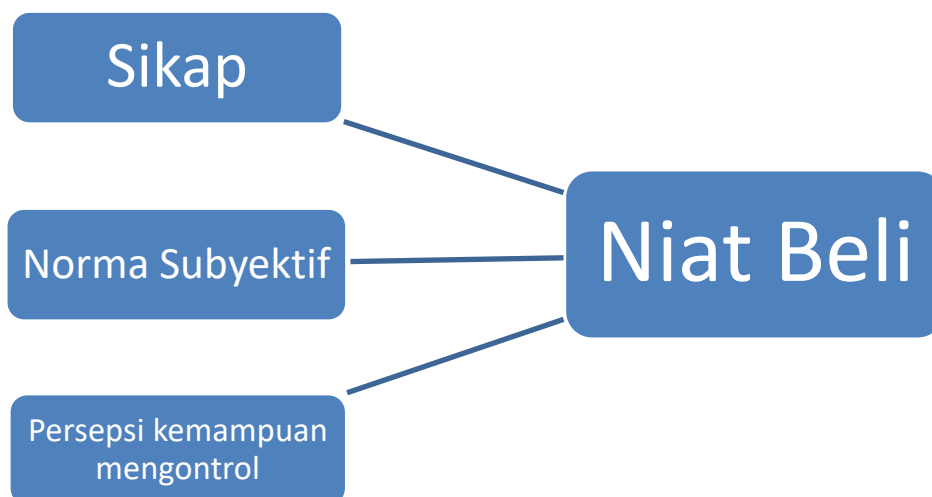 Sikap
Norma Subyektif
Niat Beli
Persepsi kemampuan
mengontrol